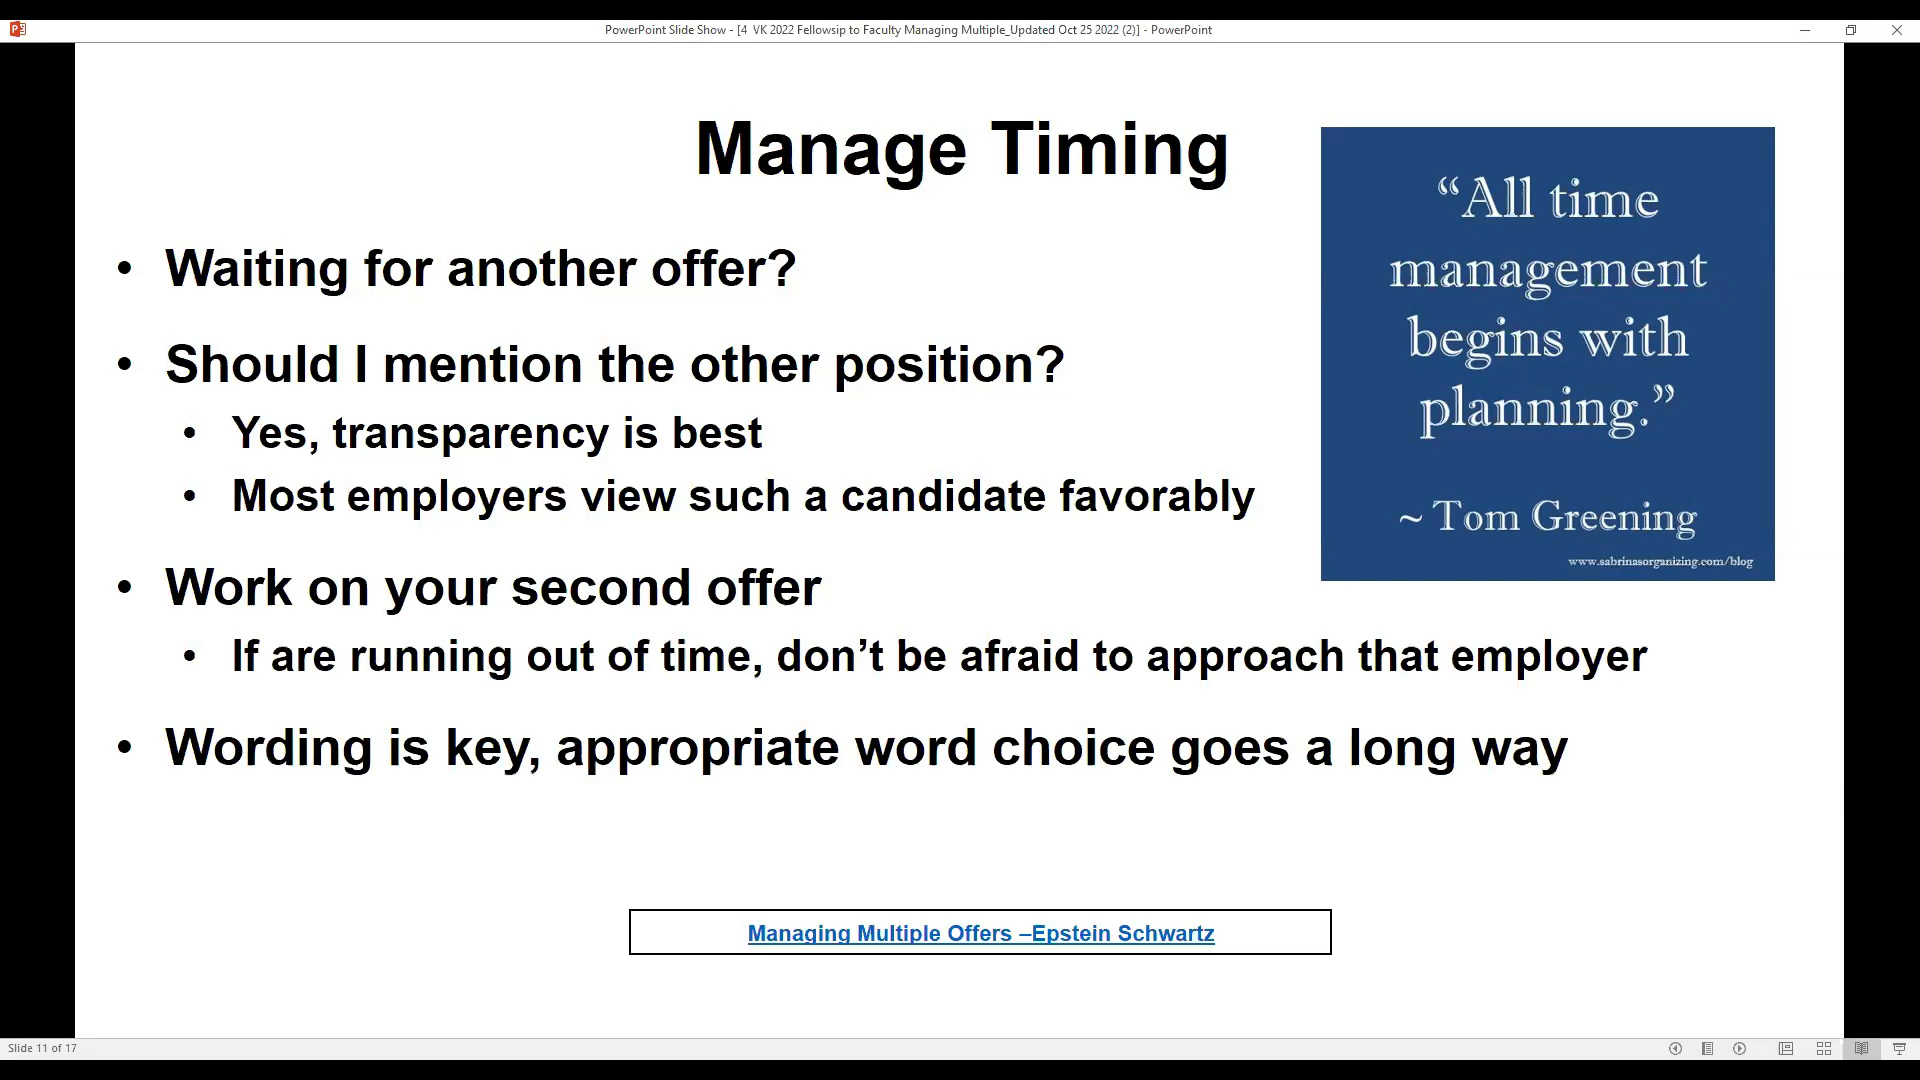 PowerPoint Slide Show - [4  VK 2022 Fellowsip to Faculty Managing Multiple_Updated Oct 25 2022 (2)] - PowerPoint
Manage Timing
• Waiting for another offer?
• Should I mention the other position?
• Yes, transparency is best
• Most employers view such a candidate favorably
• Work on your second offer
• If are running out of time, don’t be afraid to approach that employer
• Wording is key, appropriate word choice goes a long way
“All time
management
begins with
planning.”
~ Tom Greening
www.sabrinasorganizing.com/blog
Managing Multiple Offers –Epstein Schwartz
Slide 11 of 17